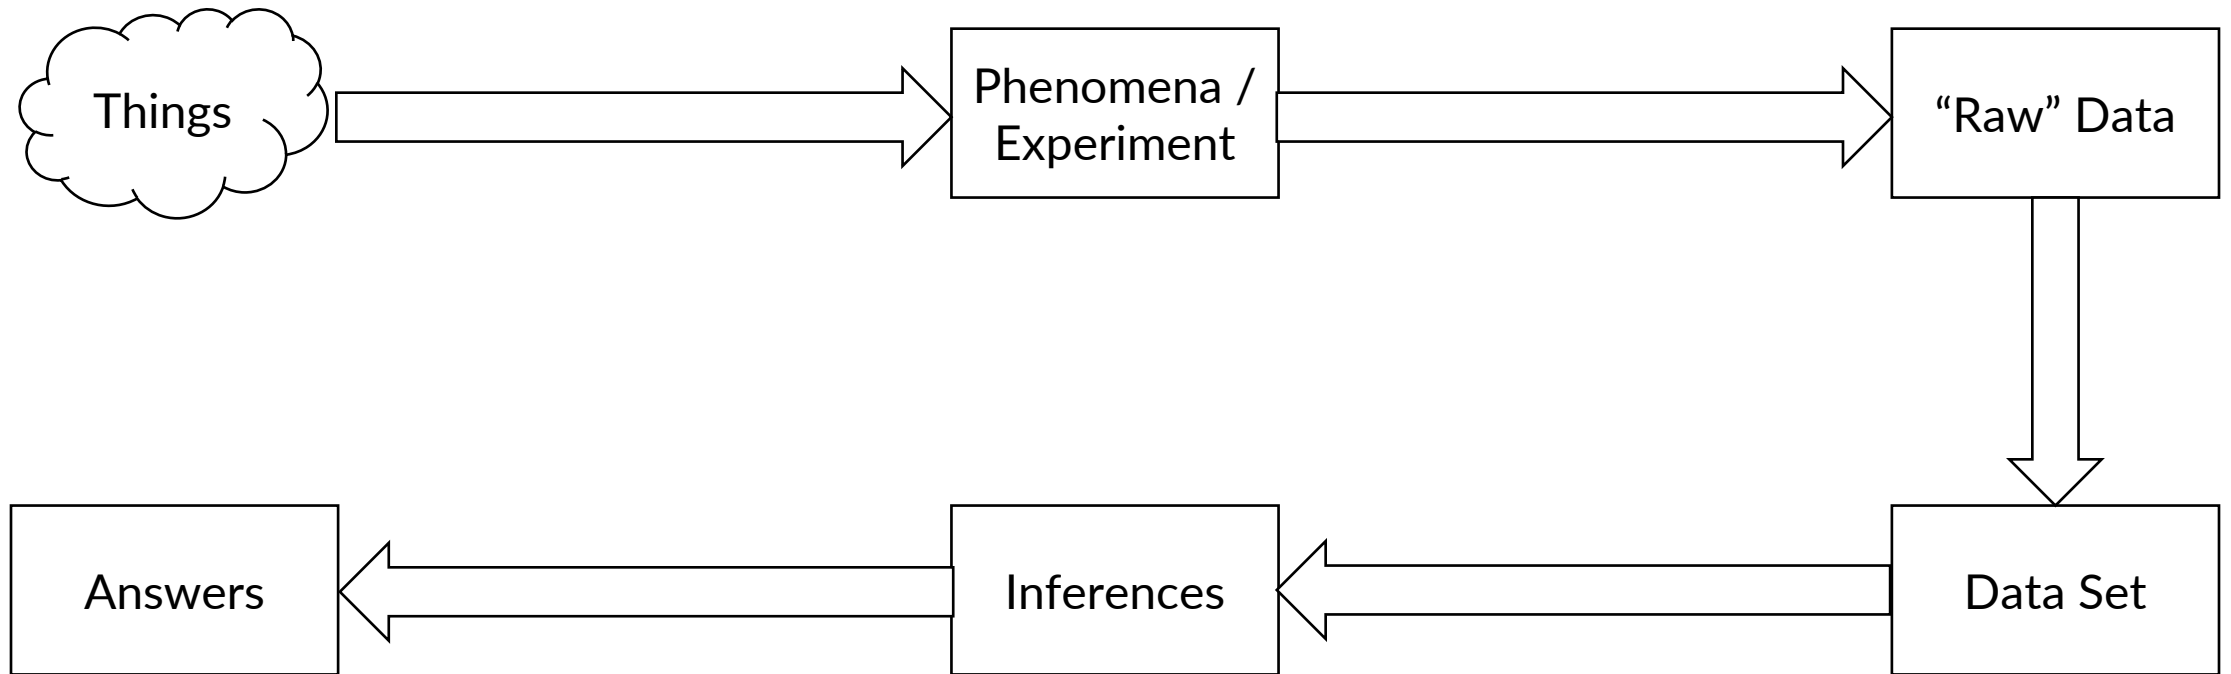 Things
Phenomena /
Experiment
“Raw” Data
Answers
Inferences
Data Set